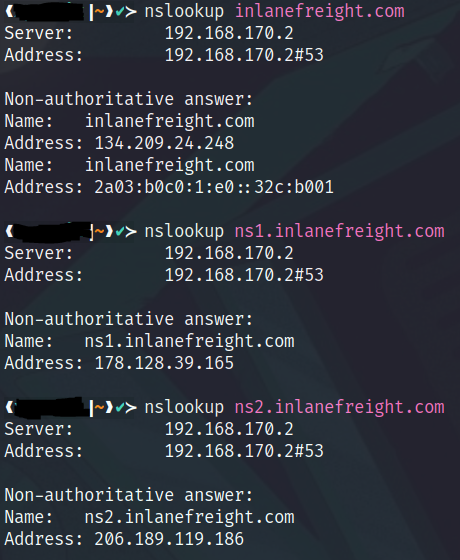 |~❱✔≻ nslookup inlanefreight.com
Server:         192.168.170.2
Address:        192.168.170.2#53
Non-authoritative answer:
Name:   inlanefreight.com
Address: 134.209.24.248
Name:   inlanefreight.com
Address: 2a03:b0c0:1:e0::32c:b001
❰ |~❱✔≻ nslookup ns1.inlanefreight.com
Server:         192.168.170.2
Address:        192.168.170.2#53
Non-authoritative answer:
Name:   ns1.inlanefreight.com
Address: 178.128.39.165
❰ |~❱✔≻ nslookup ns2.inlanefreight.com
Server:         192.168.170.2
Address:        192.168.170.2#53
Non-authoritative answer:
Name:   ns2.inlanefreight.com
Address: 206.189.119.186